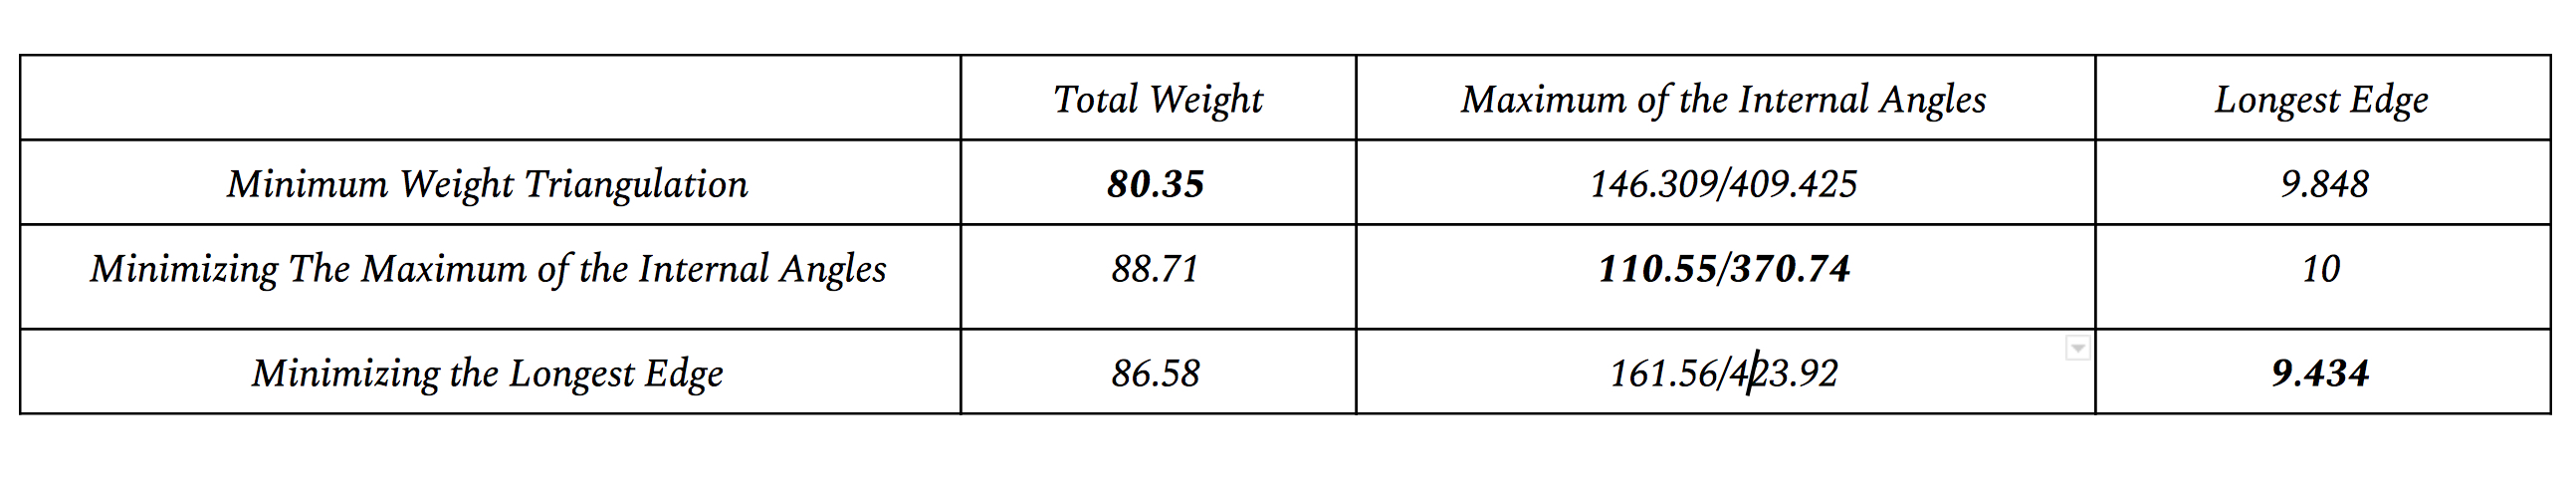 Total Weight Maximum of the Internal Angles Longest Edge
Minimum Weight Triangulation 80.35 146.309/409.425 9.848
Minimizing The Maximum of the Internal Angles 88.71 110.55/370.74 10
Minimizing the Longest Edge 86.58 161.56/423.92 9.434